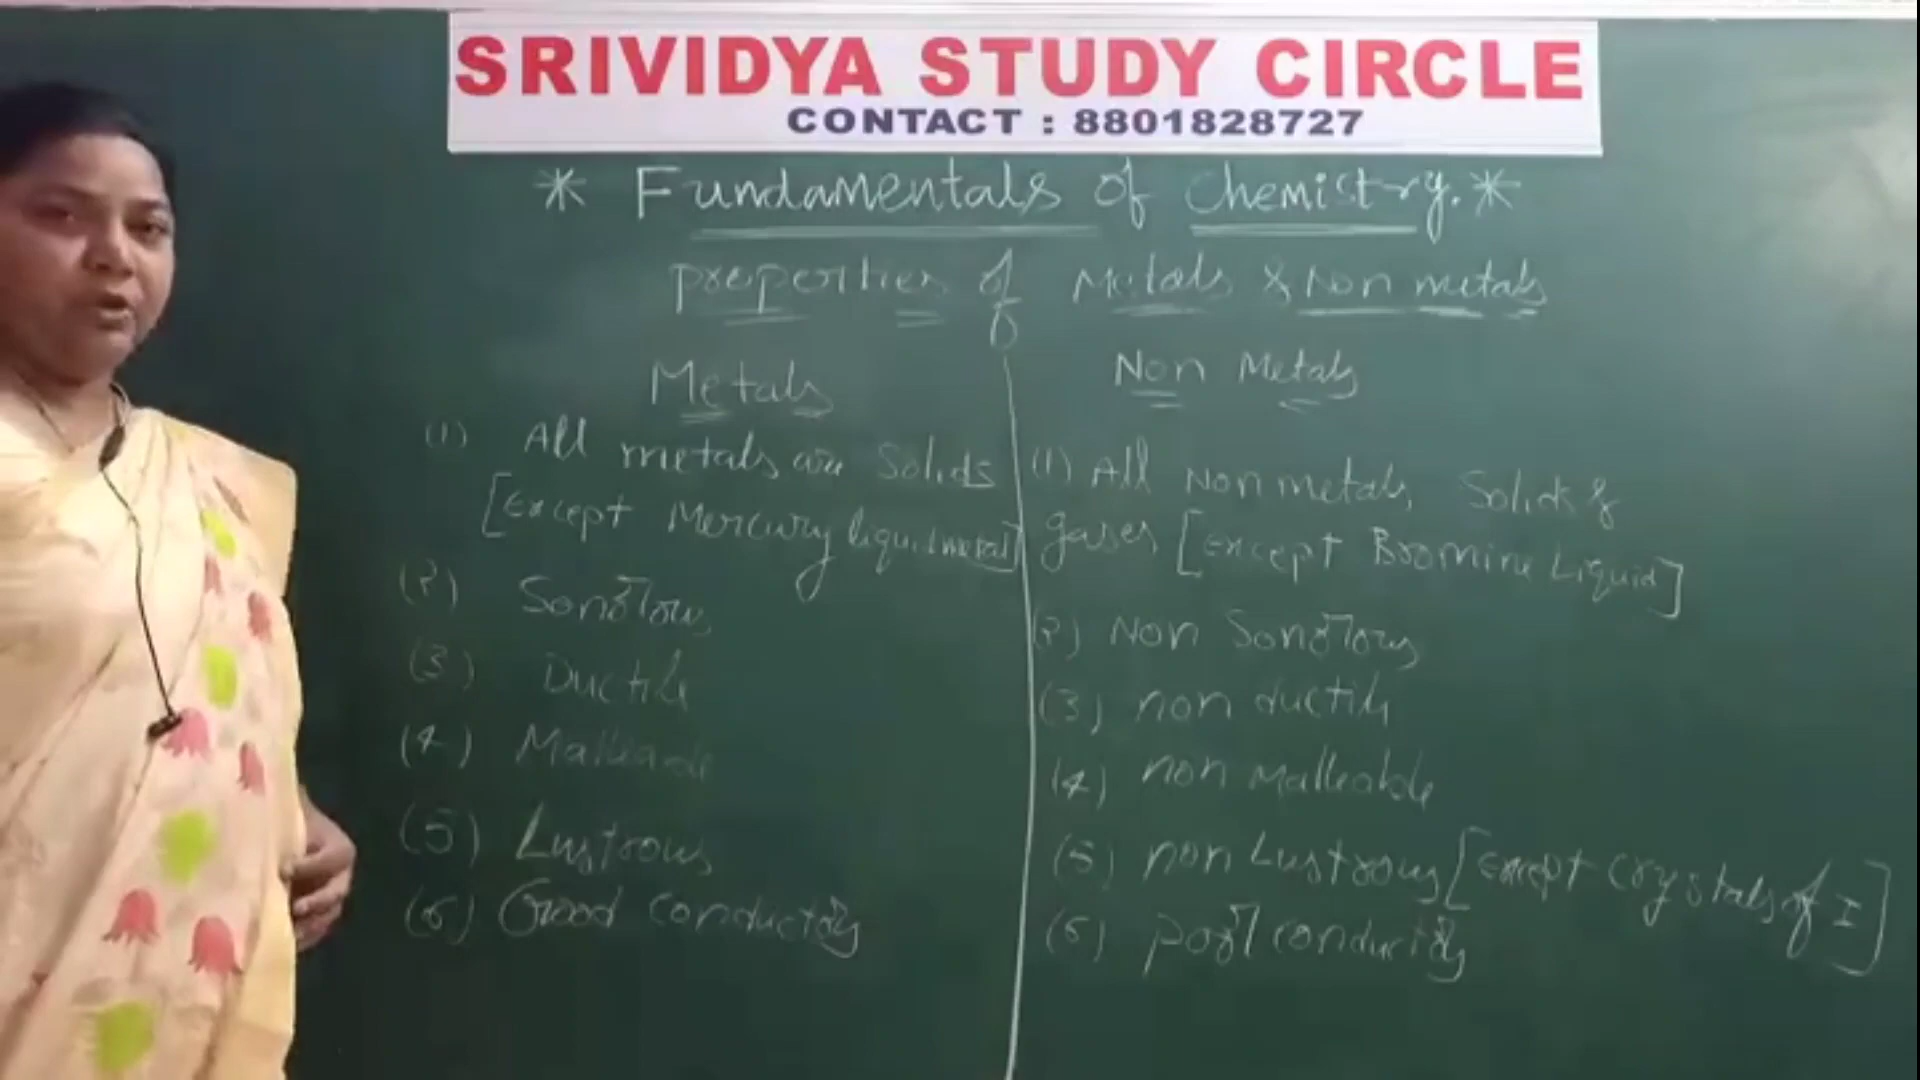 SRIVIDYA STUDY CIRCLE
CONTACT : 8801828727
* Fundamentals of chemistry. *
properties of Metals & Non metals
Metals
(1) All metals are Solids
[Except Mercury liquid metal]
(2) Sonorous
(3) Ductile
(4) Malleable
(5) Lustrous
(6) Good conductors
Non Metals
(1) All Non metals, Solids &
gases [except Bromine Liquid]
(2) Non Sonorous
(3) non ductile
(4) non Malleable
(5) non Lustrous [Except crystals of I]
(6) poor conductors